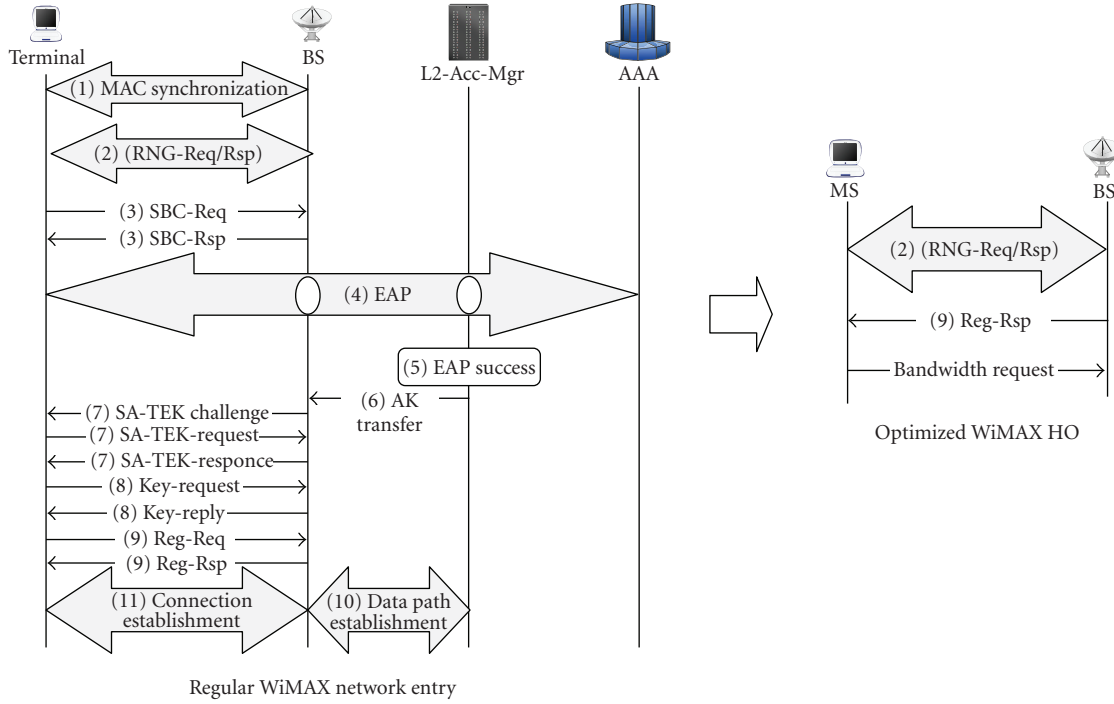 Terminal
BS
L2-Acc-Mgr
AAA
(1) MAC synchronization
(2) (RNG-Req/Rsp)
(3) SBC-Req
(3) SBC-Rsp
(4) EAP
(5) EAP success
(6) AK
transfer
(7) SA-TEK challenge
(7) SA-TEK-request
(7) SA-TEK-responce
(8) Key-request
(8) Key-reply
(9) Reg-Req
(9) Reg-Rsp
(11) Connection
establishment
(10) Data path
establishment
Regular WiMAX network entry
MS
BS
(2) (RNG-Req/Rsp)
(9) Reg-Rsp
Bandwidth request
Optimized WiMAX HO